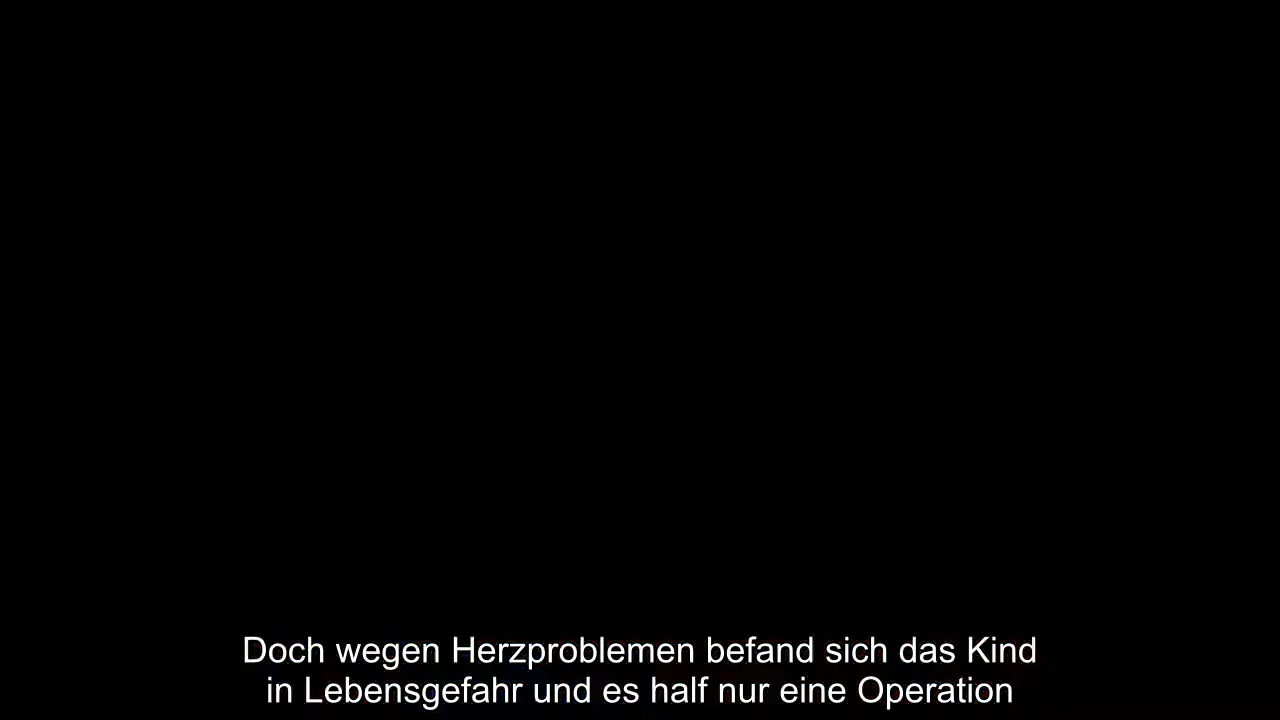 Doch wegen Herzproblemen befand sich das Kind
in Lebensgefahr und es half nur eine Operation